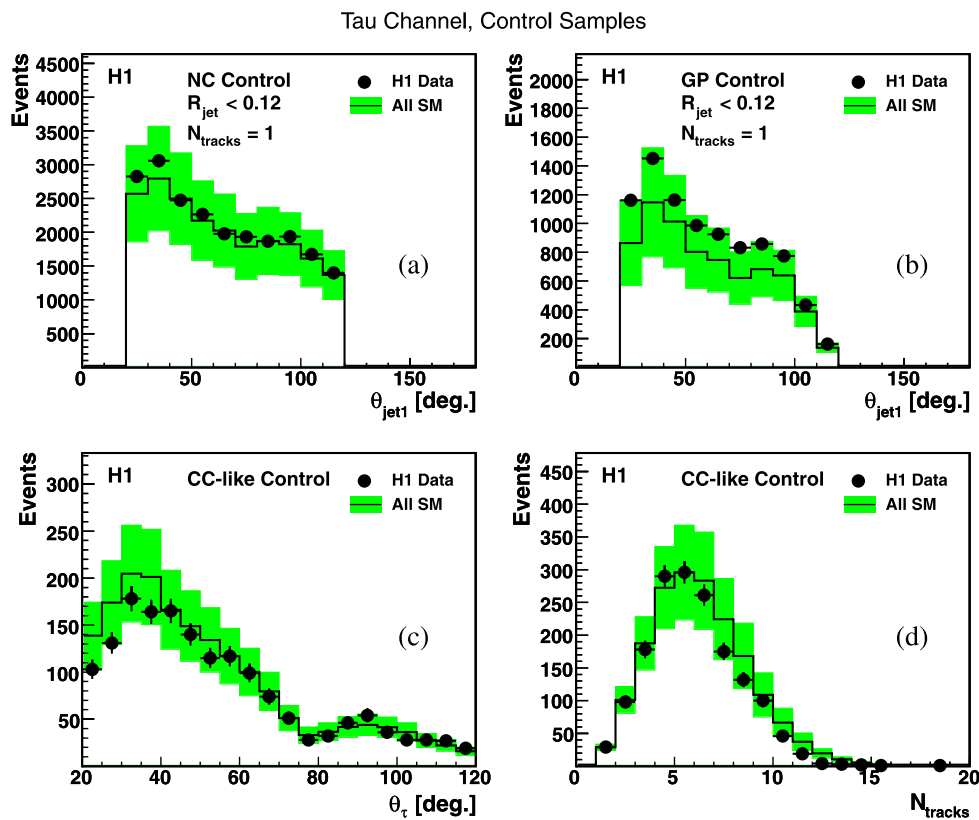 Tau Channel, Control Samples
Events
4500
4000
3500
3000
2500
2000
1500
1000
500
H1
NC Control
R_jet < 0.12
N_tracks = 1
H1 Data
All SM
(a)
0 50 100 150
θ_jet1 [deg.]
Events
2000
1800
1600
1400
1200
1000
800
600
400
200
H1
GP Control
R_jet < 0.12
N_tracks = 1
H1 Data
All SM
(b)
0 50 100 150
θ_jet1 [deg.]
Events
300
250
200
150
100
50
H1
CC-like Control
H1 Data
All SM
(c)
20 40 60 80 100 120
θ_τ [deg.]
Events
450
400
350
300
250
200
150
100
50
H1
CC-like Control
H1 Data
All SM
(d)
0 5 10 15 20
N_tracks